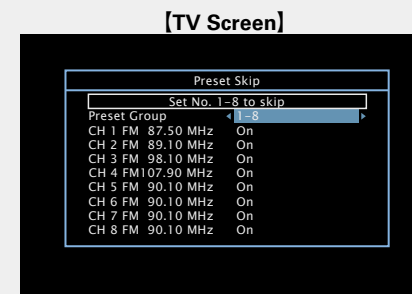 【TV Screen】
Preset Skip
Set No. 1–8 to skip
Preset Group ◀ 1–8 ▶
CH 1 FM 87.50 MHz On
CH 2 FM 89.10 MHz On
CH 3 FM 98.10 MHz On
CH 4 FM107.90 MHz On
CH 5 FM 90.10 MHz On
CH 6 FM 90.10 MHz On
CH 7 FM 90.10 MHz On
CH 8 FM 90.10 MHz On